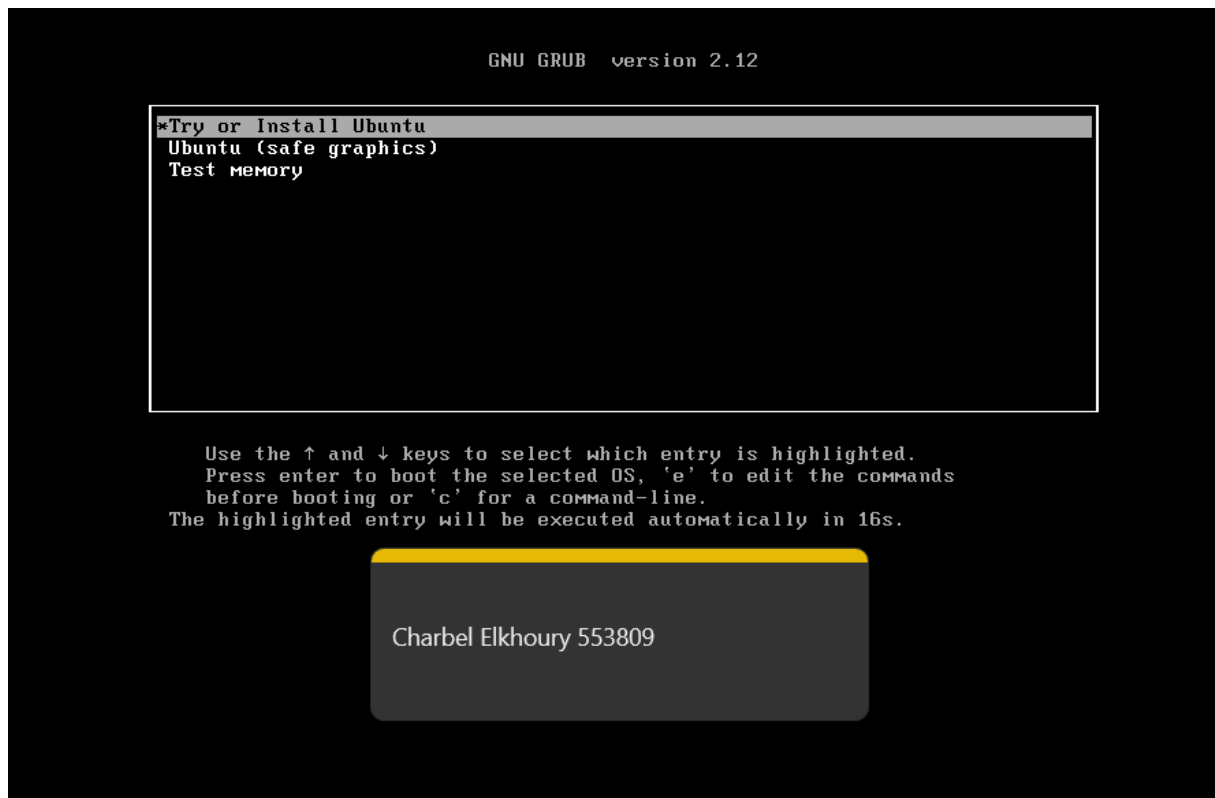 GNU GRUB  version 2.12
*Try or Install Ubuntu
Ubuntu (safe graphics)
Test memory
Use the ↑ and ↓ keys to select which entry is highlighted.
Press enter to boot the selected OS, `e' to edit the commands
before booting or `c' for a command-line.
The highlighted entry will be executed automatically in 16s.
Charbel Elkhoury 553809